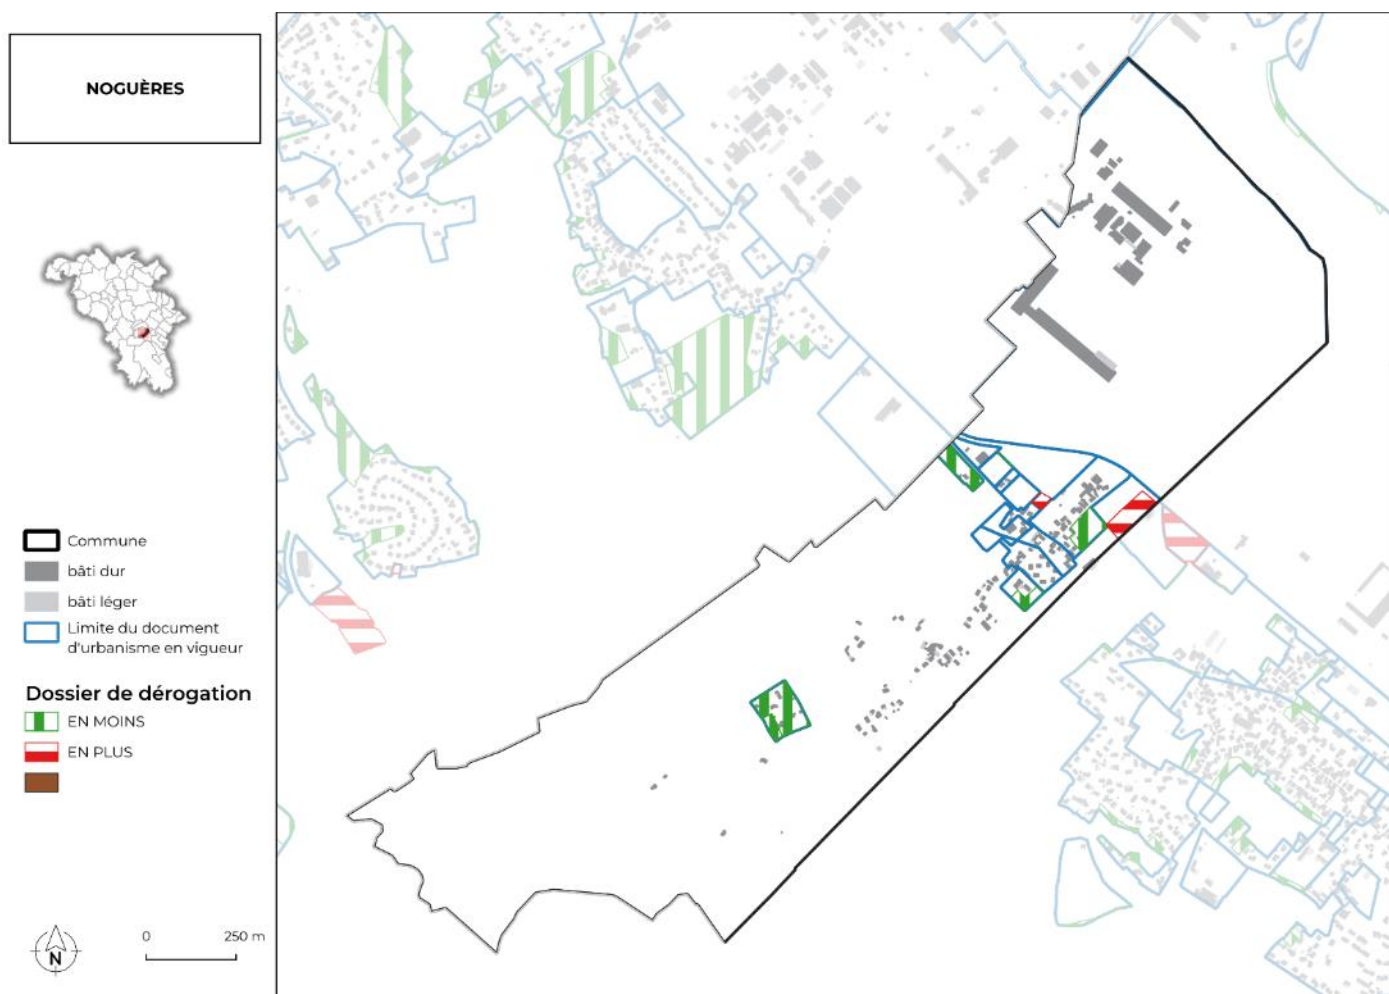 NOGUÈRES
Commune
bâti dur
bâti léger
Limite du document
d'urbanisme en vigueur
Dossier de dérogation
EN MOINS
EN PLUS
N
0 250 m